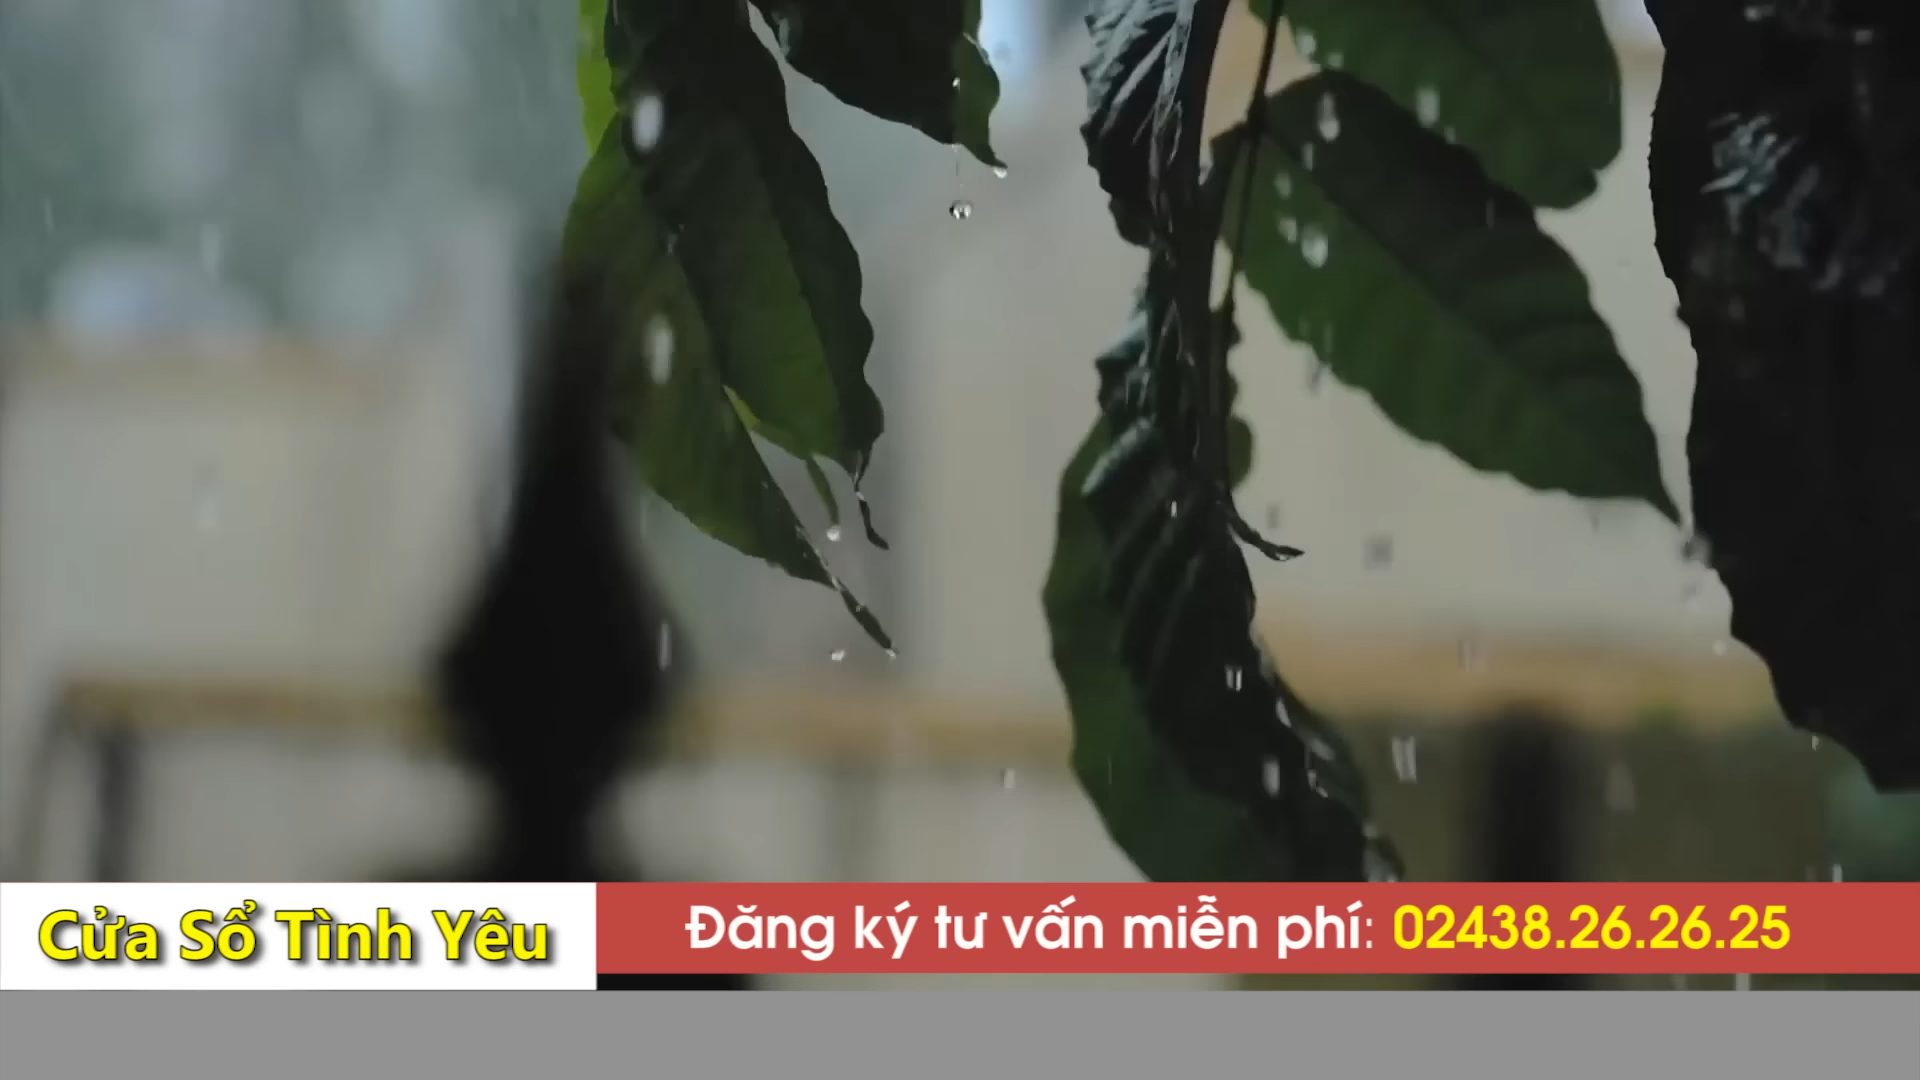 Cửa Sổ Tình Yêu
Đăng ký tư vấn miễn phí: 02438.26.26.25